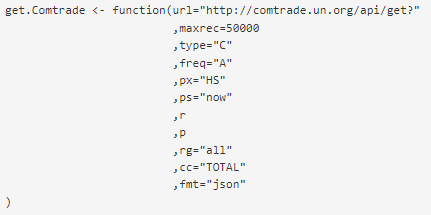 get.Comtrade <- function(url="http://comtrade.un.org/api/get?"
,maxrec=50000
,type="C"
,freq="A"
,px="HS"
,ps="now"
,r
,p
,rg="all"
,cc="TOTAL"
,fmt="json"
)